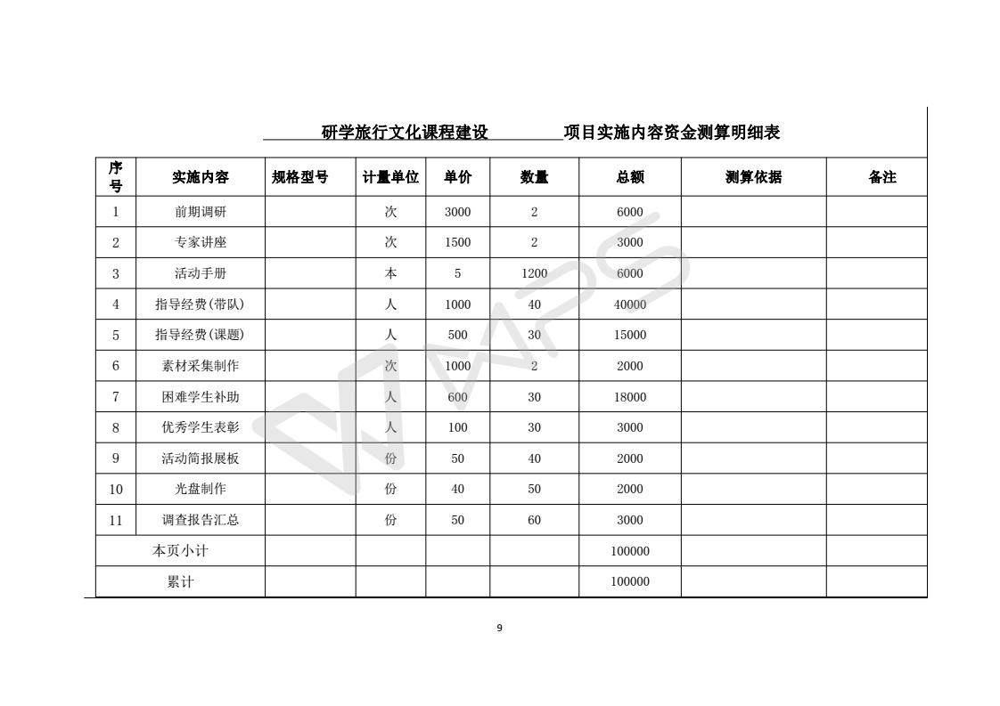 研学旅行文化课程建设 项目实施内容资金测算明细表
序号 实施内容 规格型号 计量单位 单价 数量 总额 测算依据 备注
1 前期调研 次 3000 2 6000
2 专家讲座 次 1500 2 3000
3 活动手册 本 5 1200 6000
4 指导经费(带队) 人 1000 40 40000
5 指导经费(课题) 人 500 30 15000
6 素材采集制作 次 1000 2 2000
7 困难学生补助 人 600 30 18000
8 优秀学生表彰 人 100 30 3000
9 活动简报展板 份 50 40 2000
10 光盘制作 份 40 50 2000
11 调查报告汇总 份 50 60 3000
本页小计 100000
累计 100000
WPS
9